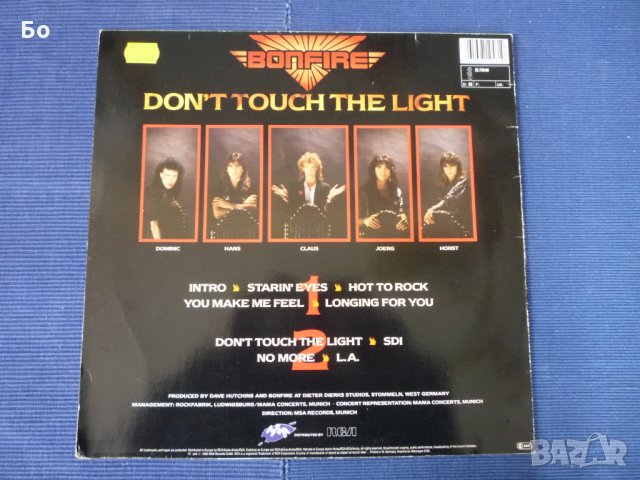 Бо
BONFIRE
DON'T TOUCH THE LIGHT
DOMINIC HANS CLAUS JOERG HORST
1
INTRO » STARIN' EYES » HOT TO ROCK
YOU MAKE ME FEEL » LONGING FOR YOU
2
DON'T TOUCH THE LIGHT » SDI
NO MORE » L.A.
PRODUCED BY DAVE HUTCHINS AND BONFIRE AT DIETER DIERKS STUDIOS, STOMMELN, WEST GERMANY
MANAGEMENT: ROCKFABRIK, LUDWIGSBURG/MAMA CONCERTS, MUNICH · CONCERT REPRESENTATION: MAMA CONCERTS, MUNICH
DIRECTION: MSA RECORDS, MUNICH
DISTRIBUTED BY RCA
bazar.bg